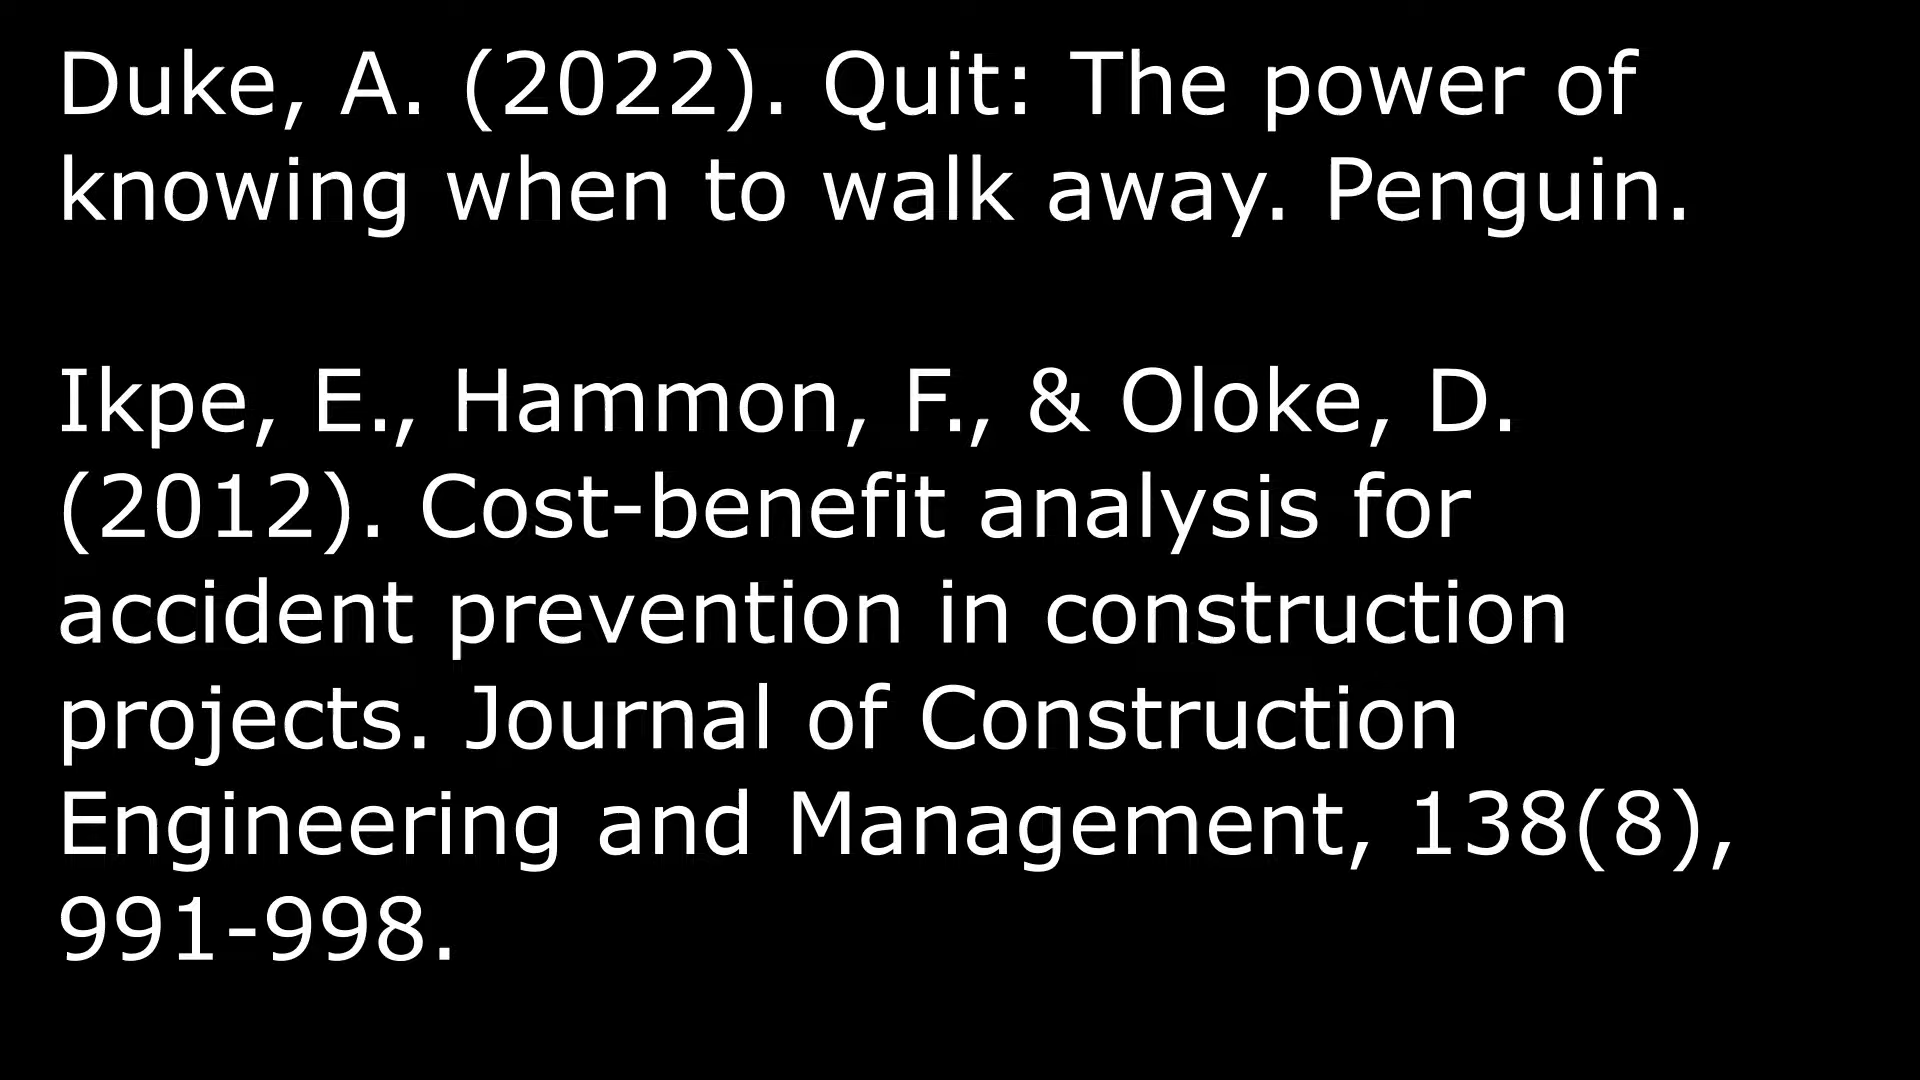 Duke, A. (2022). Quit: The power of
knowing when to walk away. Penguin.
Ikpe, E., Hammon, F., & Oloke, D.
(2012). Cost-benefit analysis for
accident prevention in construction
projects. Journal of Construction
Engineering and Management, 138(8),
991-998.